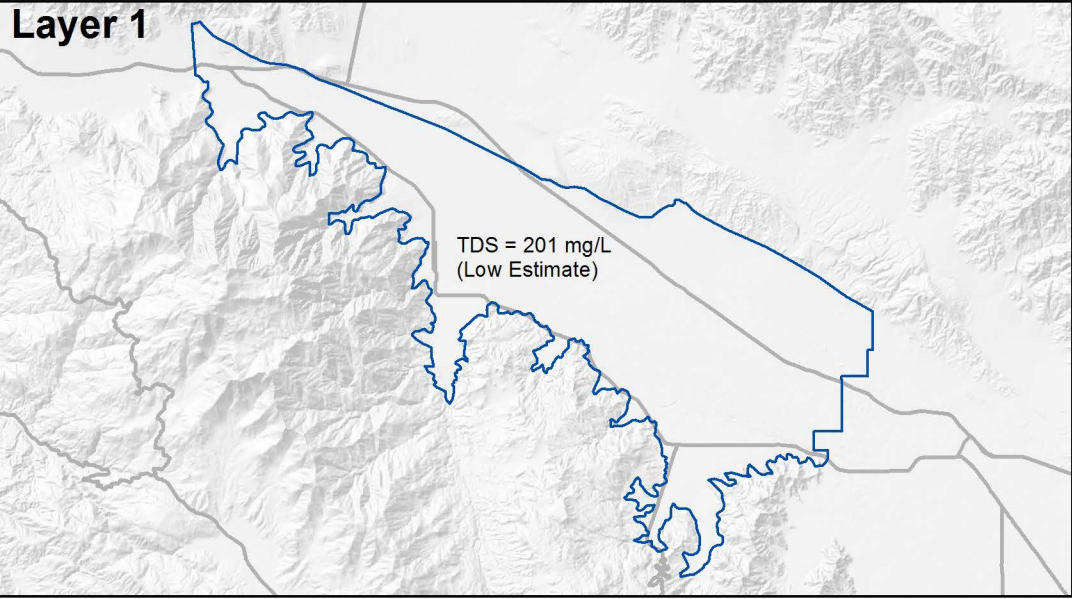 Layer 1
TDS = 201 mg/L
(Low Estimate)